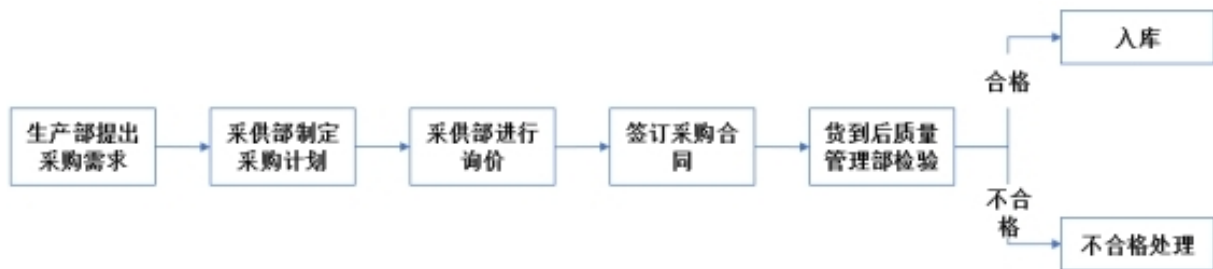 入库
合格
生产部提出
采购需求
采供部制定
采购计划
采供部进行
询价
签订采购合
同
货到后质量
管理部检验
不合
格
不合格处理